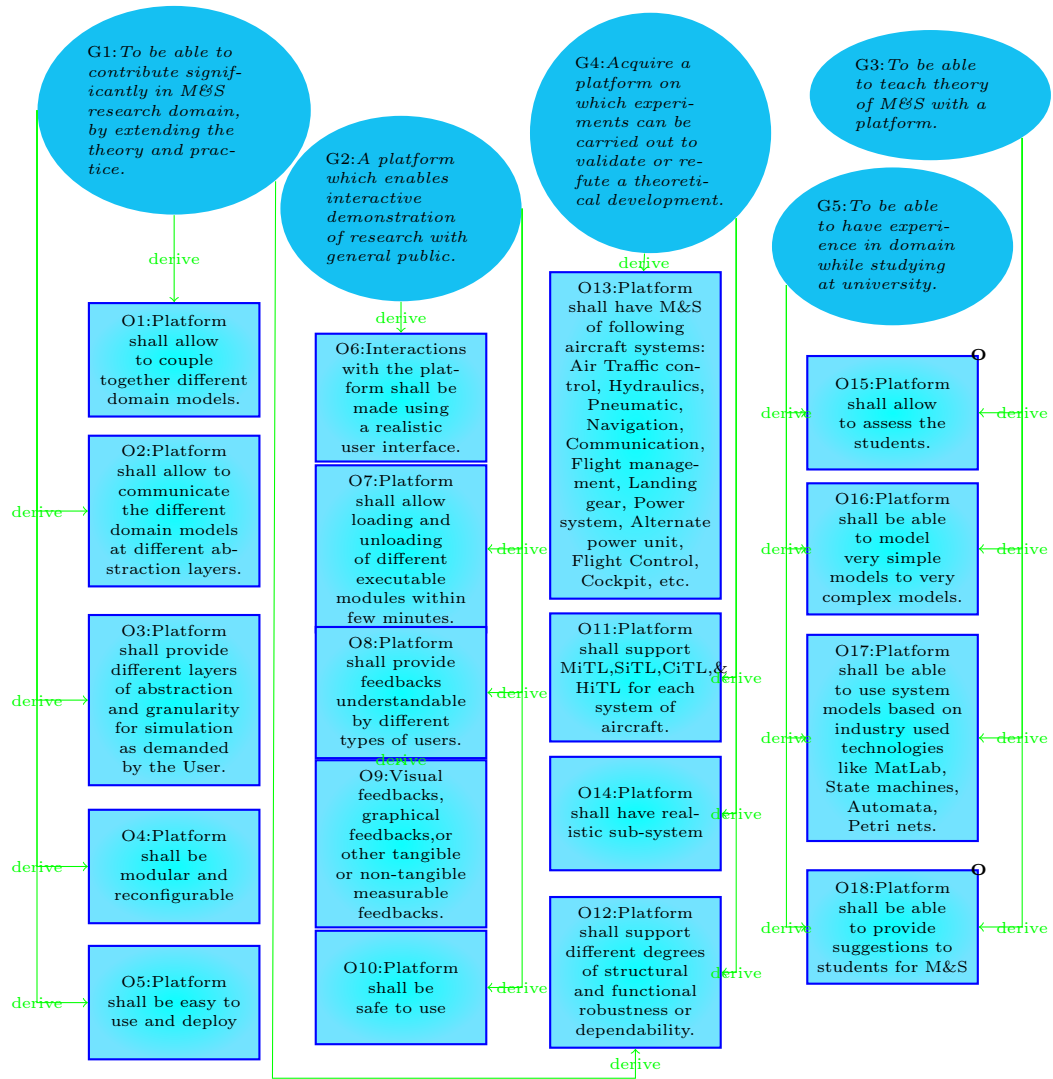 G1:To be able to
contribute signif-
icantly in M&S
research domain,
by extending the
theory and prac-
tice.
derive
O1:Platform
shall allow
to couple
together different
domain models.
O2:Platform
shall allow to
communicate
the different
domain models
at different ab-
straction layers.
derive
O3:Platform
shall provide
different layers
of abstraction
and granularity
for simulation
as demanded
by the User.
derive
O4:Platform
shall be
modular and
reconfigurable
derive
O5:Platform
shall be easy to
use and deploy
derive
G2:A platform
which enables
interactive
demonstration
of research with
general public.
derive
O6:Interactions
with the plat-
form shall be
made using
a realistic
user interface.
O7:Platform
shall allow
loading and
unloading
of different
executable
modules within
few minutes.
derive
O8:Platform
shall provide
feedbacks
understandable
by different
types of users.
derive
derive
O9:Visual
feedbacks,
graphical
feedbacks,or
other tangible
or non-tangible
measurable
feedbacks.
O10:Platform
shall be
safe to use
derive
G4:Acquire a
platform on
which experi-
ments can be
carried out to
validate or re-
fute a theoreti-
cal development.
derive
O13:Platform
shall have M&S
of following
aircraft systems:
Air Traffic con-
trol, Hydraulics,
Pneumatic,
Navigation,
Communication,
Flight manage-
ment, Landing
gear, Power
system, Alternate
power unit,
Flight Control,
Cockpit, etc.
O11:Platform
shall support
MiTL,SiTL,CiTL,&
HiTL for each
system of
aircraft.
derive
O14:Platform
shall have real-
istic sub-system
derive
O12:Platform
shall support
different degrees
of structural
and functional
robustness or
dependability.
derive
derive
G3:To be able
to teach theory
of M&S with a
platform.
G5:To be able
to have experi-
ence in domain
while studying
at university.
O
O15:Platform
shall allow
to assess the
students.
derive
derive
O16:Platform
shall be able
to model
very simple
models to very
complex models.
derive
derive
O17:Platform
shall be able
to use system
models based on
industry used
technologies
like MatLab,
State machines,
Automata,
Petri nets.
derive
derive
O
O18:Platform
shall be able
to provide
suggestions to
students for M&S
derive
derive